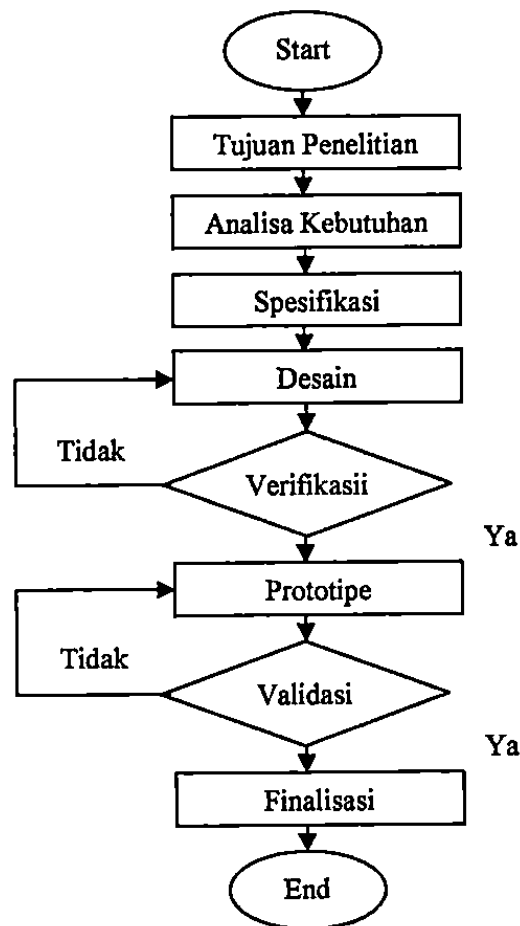 Start
Tujuan Penelitian
Analisa Kebutuhan
Spesifikasi
Desain
Tidak
Verifikasii
Ya
Prototipe
Tidak
Validasi
Ya
Finalisasi
End